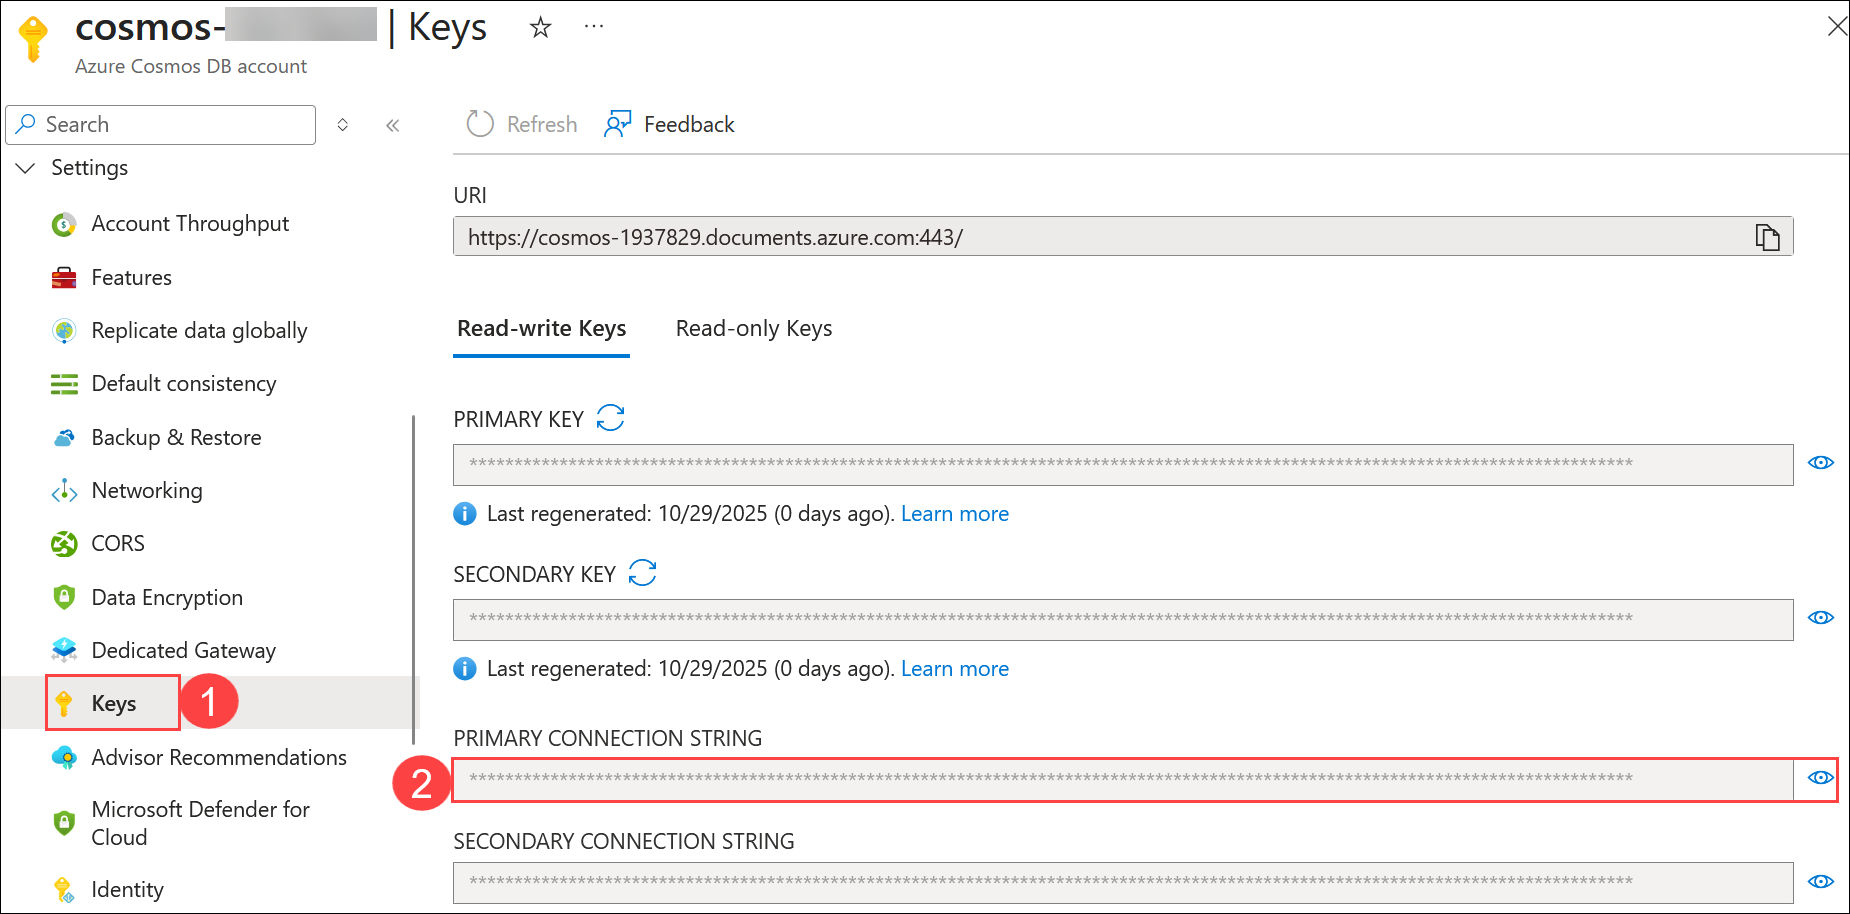 cosmos- | Keys
Azure Cosmos DB account
Search
Refresh
Feedback
Settings
Account Throughput
Features
Replicate data globally
Default consistency
Backup & Restore
Networking
CORS
Data Encryption
Dedicated Gateway
Keys
1
Advisor Recommendations
Microsoft Defender for
Cloud
Identity
URI
https://cosmos-1937829.documents.azure.com:443/
Read-write Keys
Read-only Keys
PRIMARY KEY
Last regenerated: 10/29/2025 (0 days ago). Learn more
SECONDARY KEY
Last regenerated: 10/29/2025 (0 days ago). Learn more
PRIMARY CONNECTION STRING
2
SECONDARY CONNECTION STRING